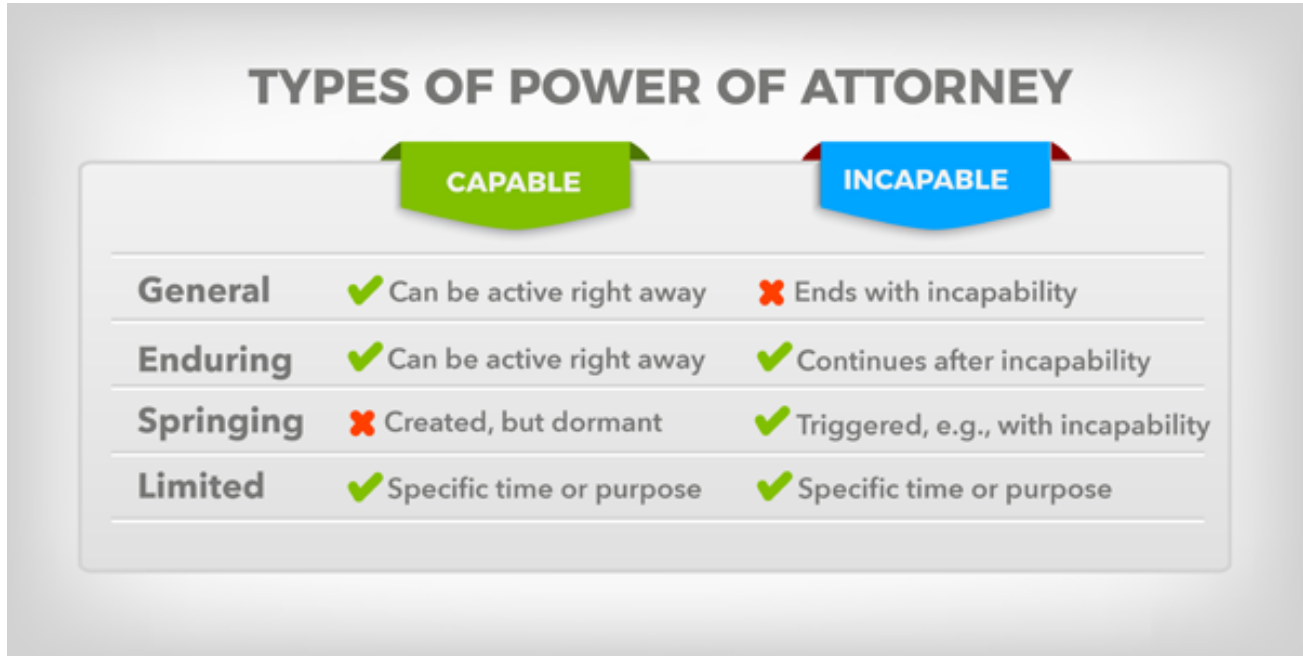 TYPES OF POWER OF ATTORNEY
CAPABLE INCAPABLE
General Can be active right away Ends with incapability
Enduring Can be active right away Continues after incapability
Springing Created, but dormant Triggered, e.g., with incapability
Limited Specific time or purpose Specific time or purpose